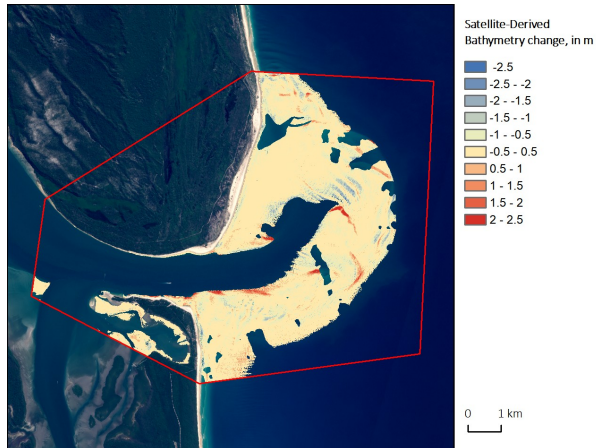 Satellite-Derived
Bathymetry change, in m
-2.5
-2.5 - -2
-2 - -1.5
-1.5 - -1
-1 - -0.5
-0.5 - 0.5
0.5 - 1
1 - 1.5
1.5 - 2
2 - 2.5
0 1 km